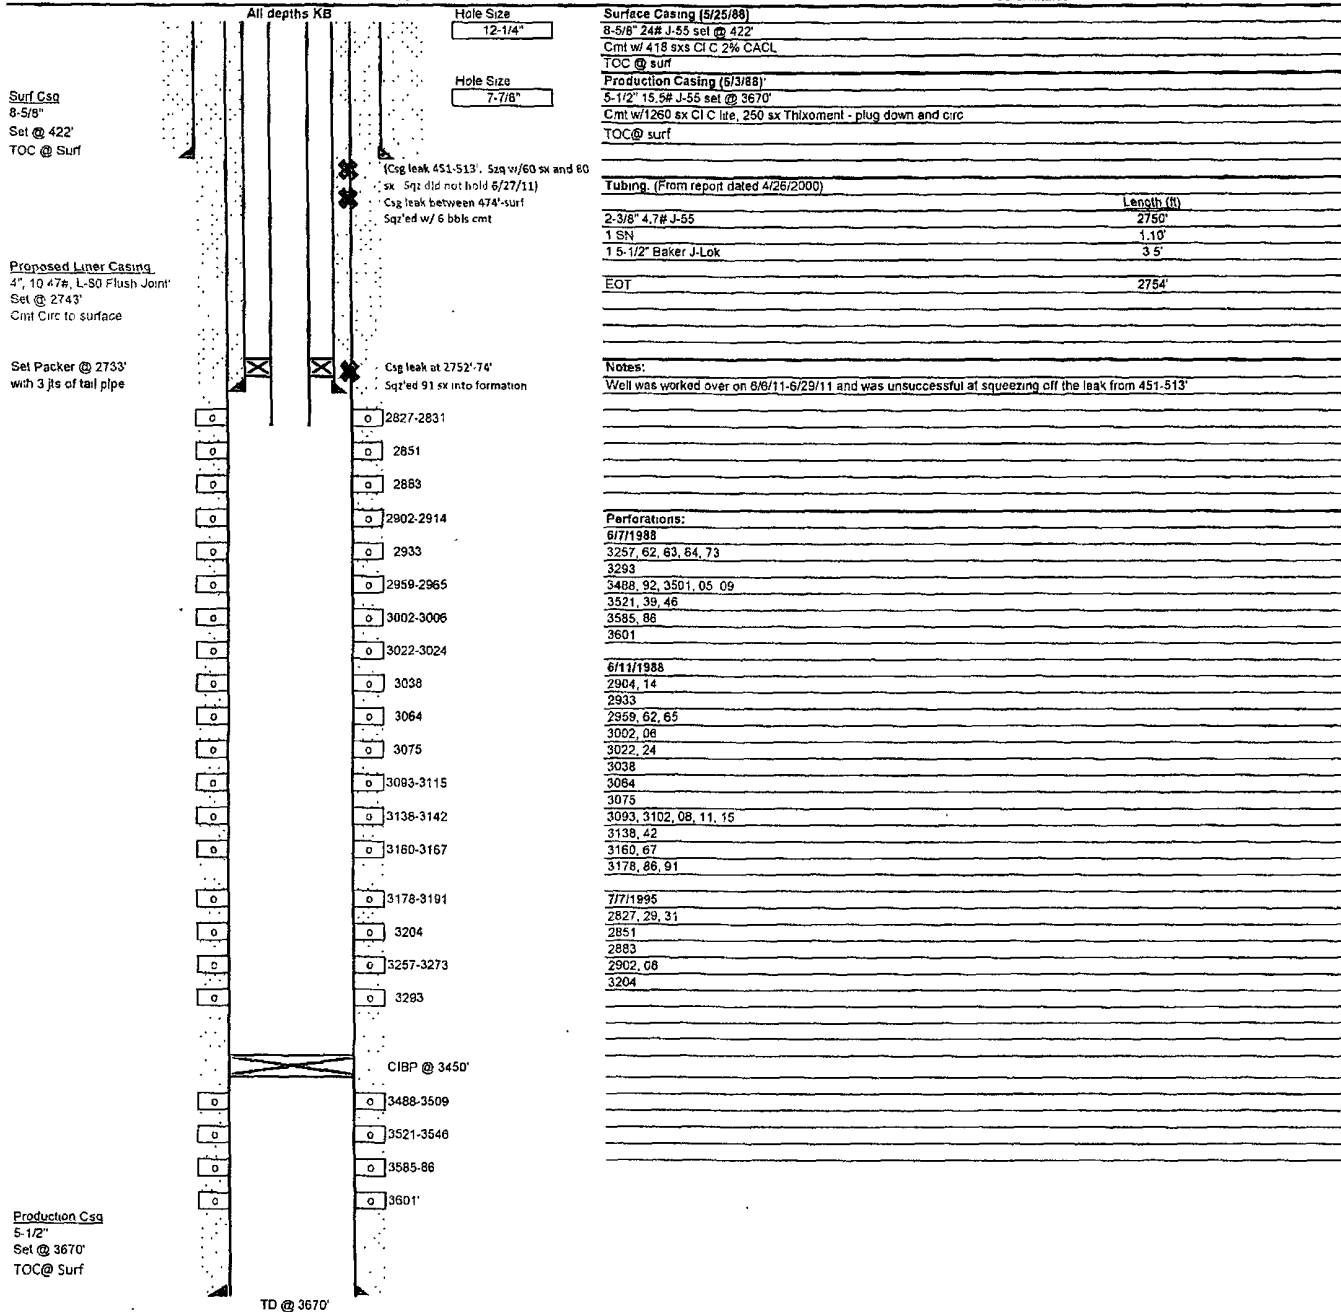 All depths KB
Hole Size
12-1/4"
Hole Size
7-7/8"
Surf Csg
8-5/8"
Set @ 422'
TOC @ Surf
(Csg leak 451-513'. Szq w/60 sx and 80
sx Sqz did not hold 6/27/11)
Csg leak between 474'-surf
Sqz'ed w/ 6 bbls cmt
Proposed Liner Casing
4", 10 47#, L-80 Flush Joint'
Set @ 2743'
Cmt Circ to surface
Set Packer @ 2733'
with 3 jts of tail pipe
Csg leak at 2752'-74'
Sqz'ed 91 sx into formation
2827-2831
2851
2883
2902-2914
2933
2959-2965
3002-3006
3022-3024
3038
3064
3075
3093-3115
3138-3142
3160-3167
3178-3191
3204
3257-3273
3293
CIBP @ 3450'
3488-3509
3521-3546
3585-86
3601'
Production Csg
5-1/2"
Set @ 3670'
TOC@ Surf
TD @ 3670'
Surface Casing (5/25/88)
8-5/8" 24# J-55 set @ 422'
Cmt w/ 418 sxs Cl C 2% CACL
TOC @ surf
Production Casing (6/3/88)
5-1/2" 15.5# J-55 set @ 3670'
Cmt w/1260 sx Cl C lite, 250 sx Thixoment - plug down and circ
TOC@ surf
Tubing. (From report dated 4/26/2000)
Length (ft)
2-3/8" 4.7# J-55 2750'
1 SN 1.10'
1 5-1/2" Baker J-Lok 3 5'
EOT 2754'
Notes:
Well was worked over on 6/6/11-6/29/11 and was unsuccessful at squeezing off the leak from 451-513'
Perforations:
6/7/1988
3257, 62, 63, 64, 73
3293
3488, 92, 3501, 05 09
3521, 39, 46
3585, 86
3601
6/11/1988
2904, 14
2933
2959, 62, 65
3002, 06
3022, 24
3038
3064
3075
3093, 3102, 08, 11, 15
3138, 42
3160, 67
3178, 86, 91
7/7/1995
2827, 29, 31
2851
2883
2902, 08
3204